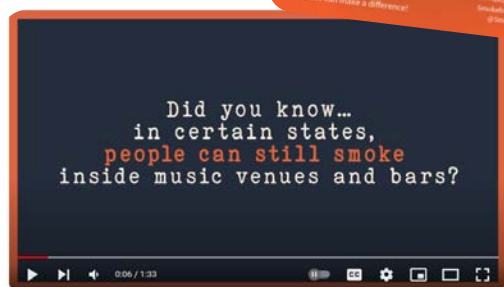 can make a difference!
Did you know...
in certain states,
people can still smoke
inside music venues and bars?
0:06 / 1:33
CC